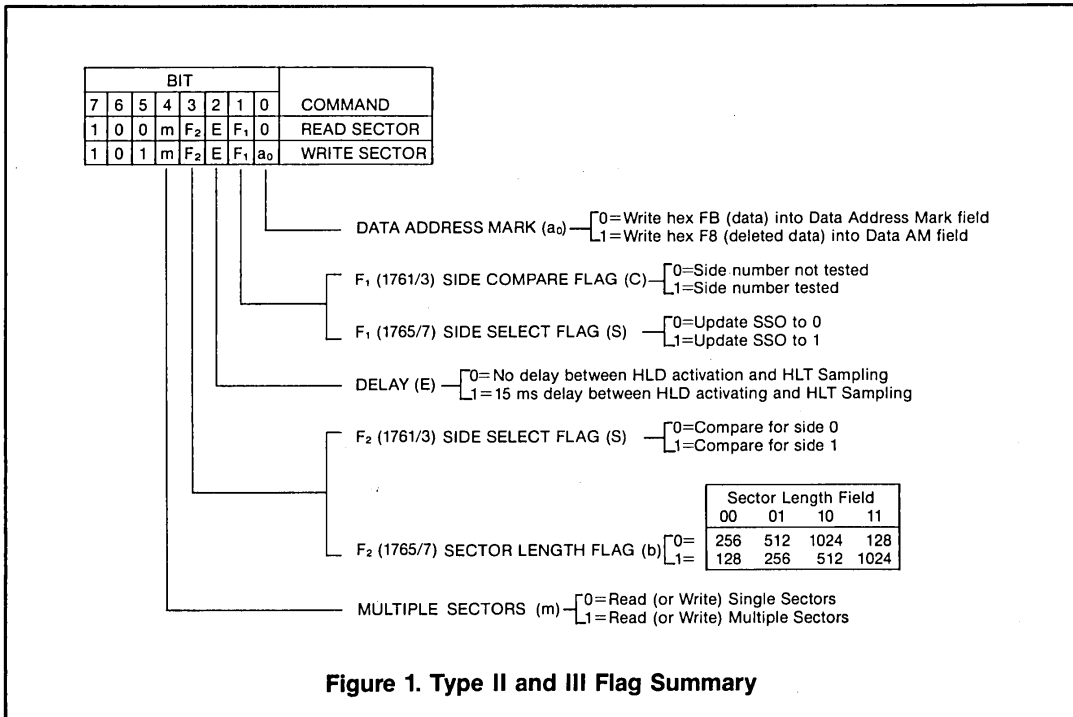 BIT
7 6 5 4 3 2 1 0 COMMAND
1 0 0 m F₂ E F₁ 0 READ SECTOR
1 0 1 m F₂ E F₁ a₀ WRITE SECTOR
DATA ADDRESS MARK (a₀) 0=Write hex FB (data) into Data Address Mark field
1=Write hex F8 (deleted data) into Data AM field
F₁ (1761/3) SIDE COMPARE FLAG (C) 0=Side number not tested
1=Side number tested
F₁ (1765/7) SIDE SELECT FLAG (S) 0=Update SSO to 0
1=Update SSO to 1
DELAY (E) 0=No delay between HLD activation and HLT Sampling
1=15 ms delay between HLD activating and HLT Sampling
F₂ (1761/3) SIDE SELECT FLAG (S) 0=Compare for side 0
1=Compare for side 1
Sector Length Field
00 01 10 11
F₂ (1765/7) SECTOR LENGTH FLAG (b) 0= 256 512 1024 128
1= 128 256 512 1024
MULTIPLE SECTORS (m) 0=Read (or Write) Single Sectors
1=Read (or Write) Multiple Sectors
Figure 1. Type II and III Flag Summary